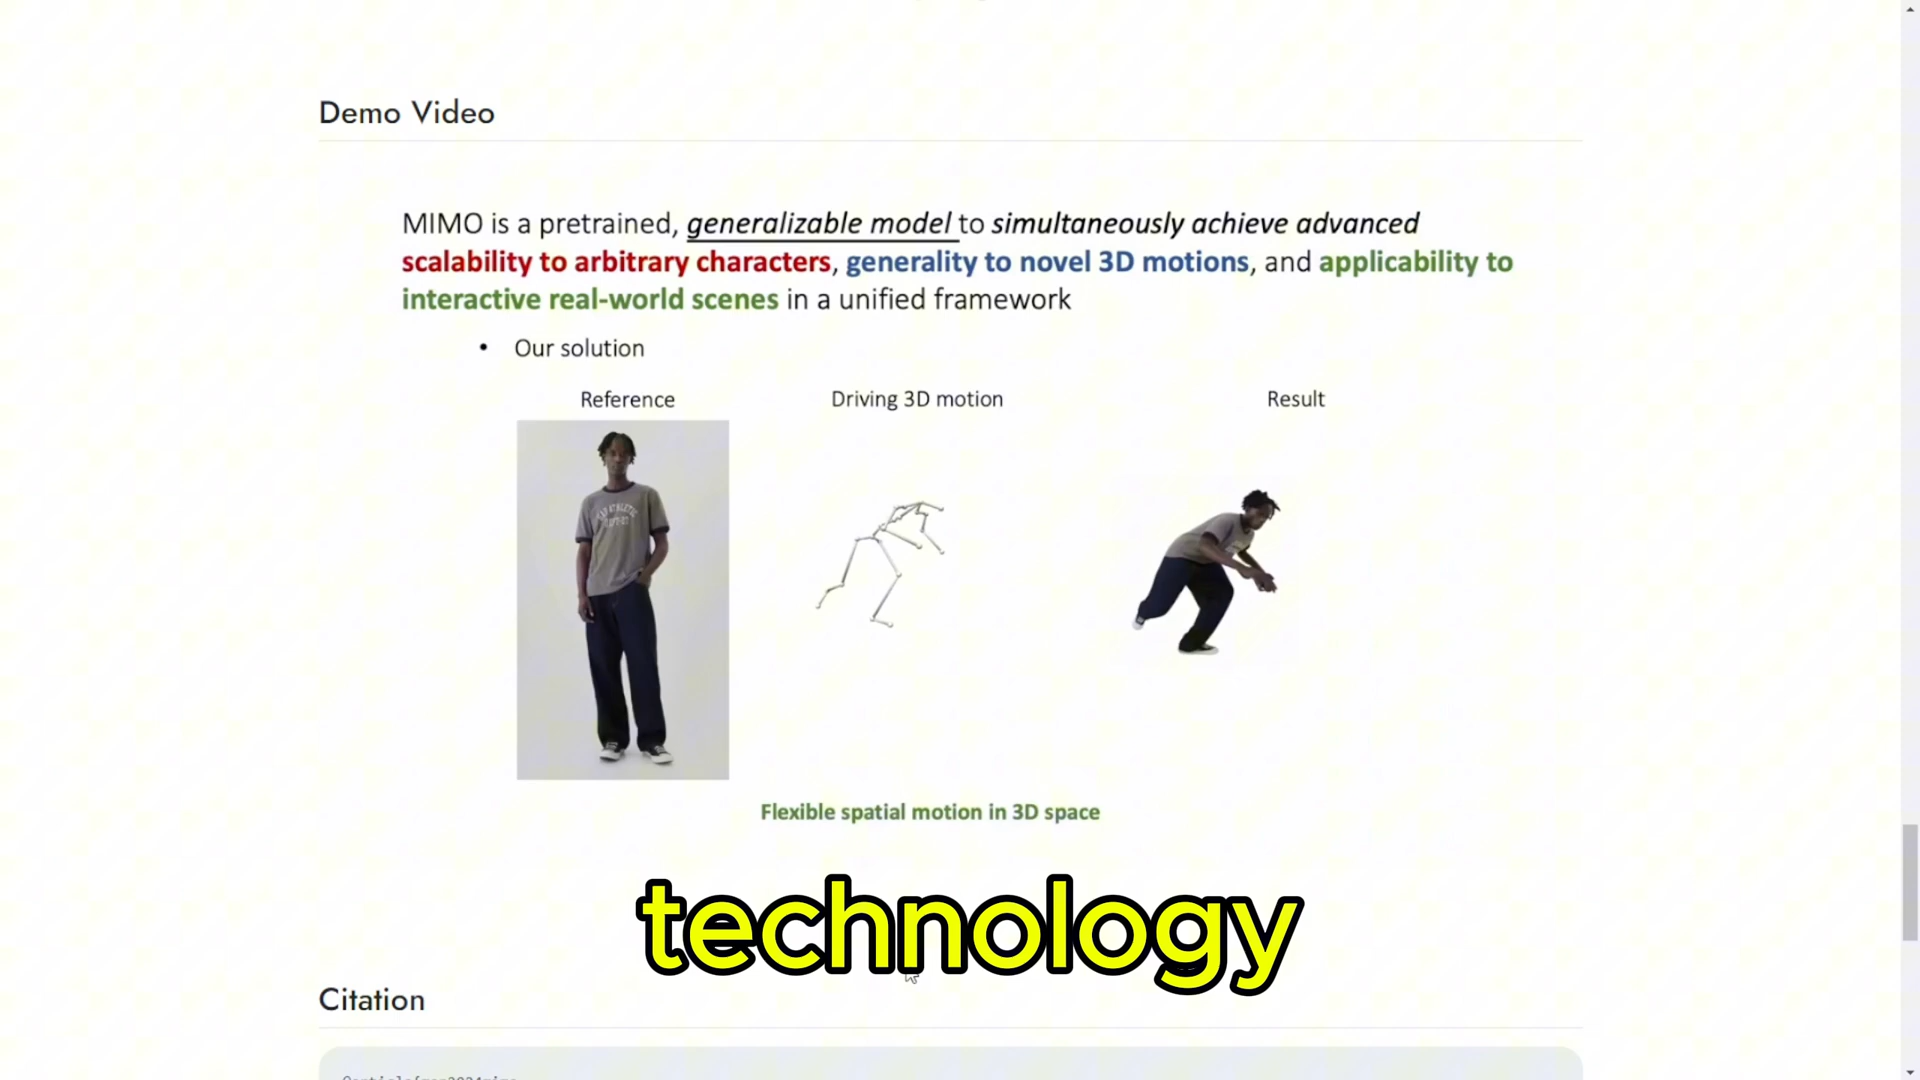 Demo Video
MIMO is a pretrained, generalizable model to simultaneously achieve advanced
scalability to arbitrary characters, generality to novel 3D motions, and applicability to
interactive real-world scenes in a unified framework
• Our solution
Reference
Driving 3D motion
Result
Flexible spatial motion in 3D space
technology
Citation